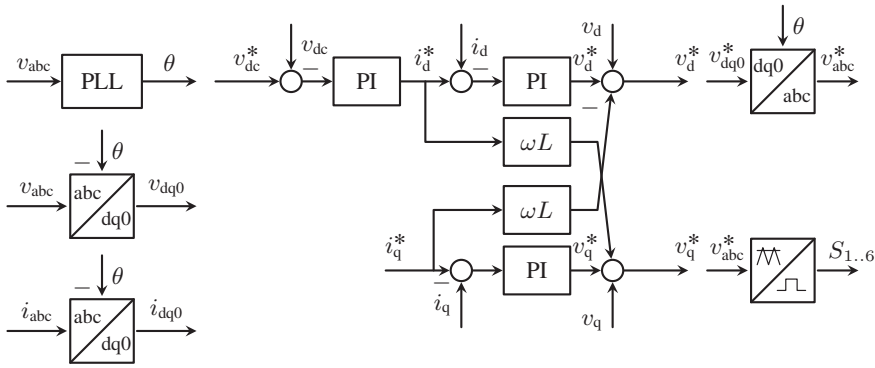 v_abc PLL θ
v*_dc v_dc − PI i*_d i_d − PI v*_d v_d − v*_d
v*_dq0 θ dq0 abc v*_abc
ωL
v_abc − θ abc dq0 v_dq0
ωL
i*_q − i_q PI v*_q v_q v*_q
v*_abc S_1..6
i_abc − θ abc dq0 i_dq0